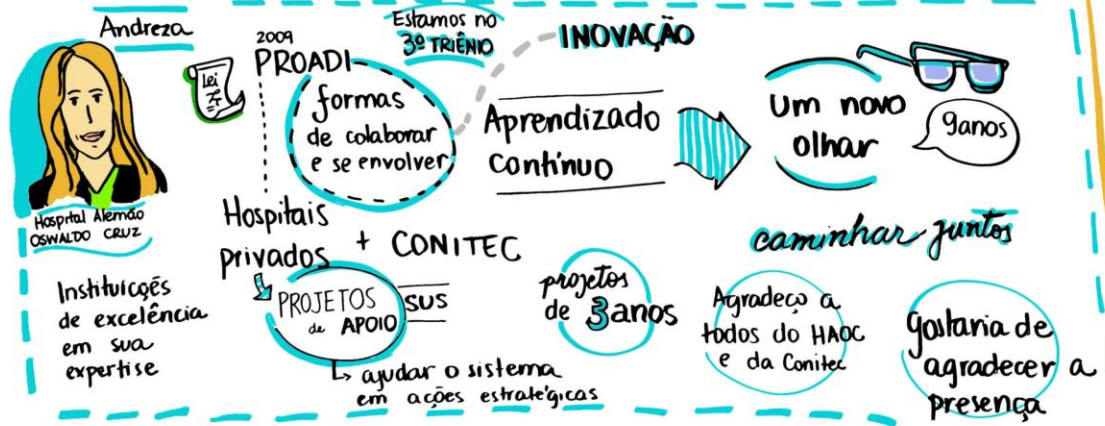 Andreza
Hospital Alemão
OSWALDO CRUZ
Lei
2009
PROADI
formas
de colaborar
e se envolver
Estamos no
3º TRIÊNIO
INOVAÇÃO
Aprendizado
contínuo
um novo
olhar
9anos
Hospitais
privados
+ CONITEC
PROJETOS
de APOIO
SUS
ajudar o sistema
em ações estratégicas
Instituicções
de excelência
em sua
expertise
projetos
de 3anos
caminhar juntos
Agradeço a
todos do HAOC
e da Conitec
gostaria de
agradecer a
presença